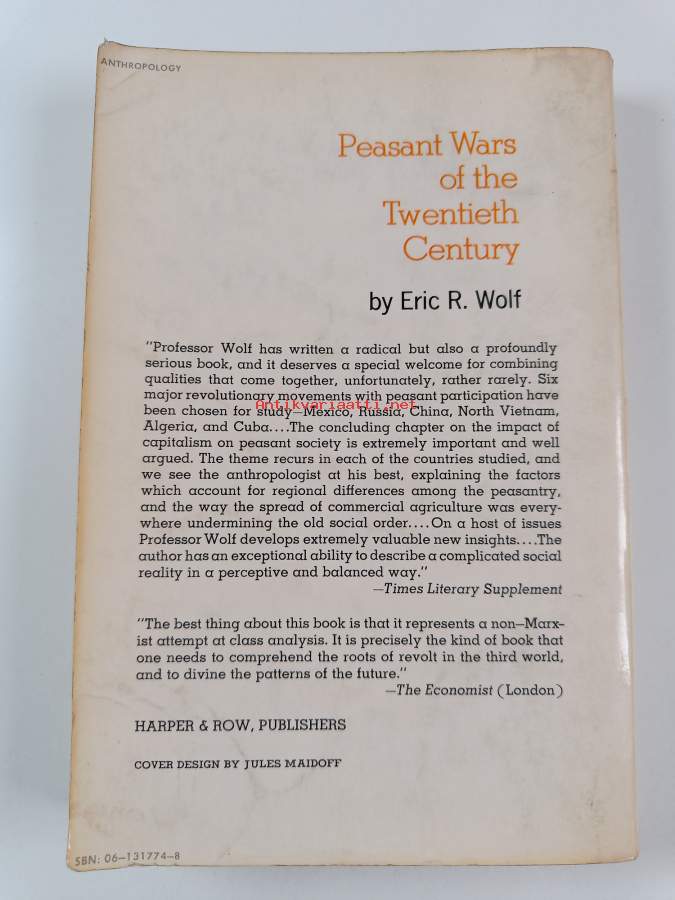 ANTHROPOLOGY
Peasant Wars
of the
Twentieth
Century
by Eric R. Wolf
"Professor Wolf has written a radical but also a profoundly
serious book, and it deserves a special welcome for combining
qualities that come together, unfortunately, rather rarely. Six
major revolutionary movements with peasant participation have
Antikvariaatti.net
been chosen for study—Mexico, Russia, China, North Vietnam,
Algeria, and Cuba....The concluding chapter on the impact of
capitalism on peasant society is extremely important and well
argued. The theme recurs in each of the countries studied, and
we see the anthropologist at his best, explaining the factors
which account for regional differences among the peasantry,
and the way the spread of commercial agriculture was every-
where undermining the old social order....On a host of issues
Professor Wolf develops extremely valuable new insights....The
author has an exceptional ability to describe a complicated social
reality in a perceptive and balanced way."
—Times Literary Supplement
"The best thing about this book is that it represents a non—Marx-
ist attempt at class analysis. It is precisely the kind of book that
one needs to comprehend the roots of revolt in the third world,
and to divine the patterns of the future."
—The Economist (London)
HARPER & ROW, PUBLISHERS
COVER DESIGN BY JULES MAIDOFF
SBN: 06—131774—8